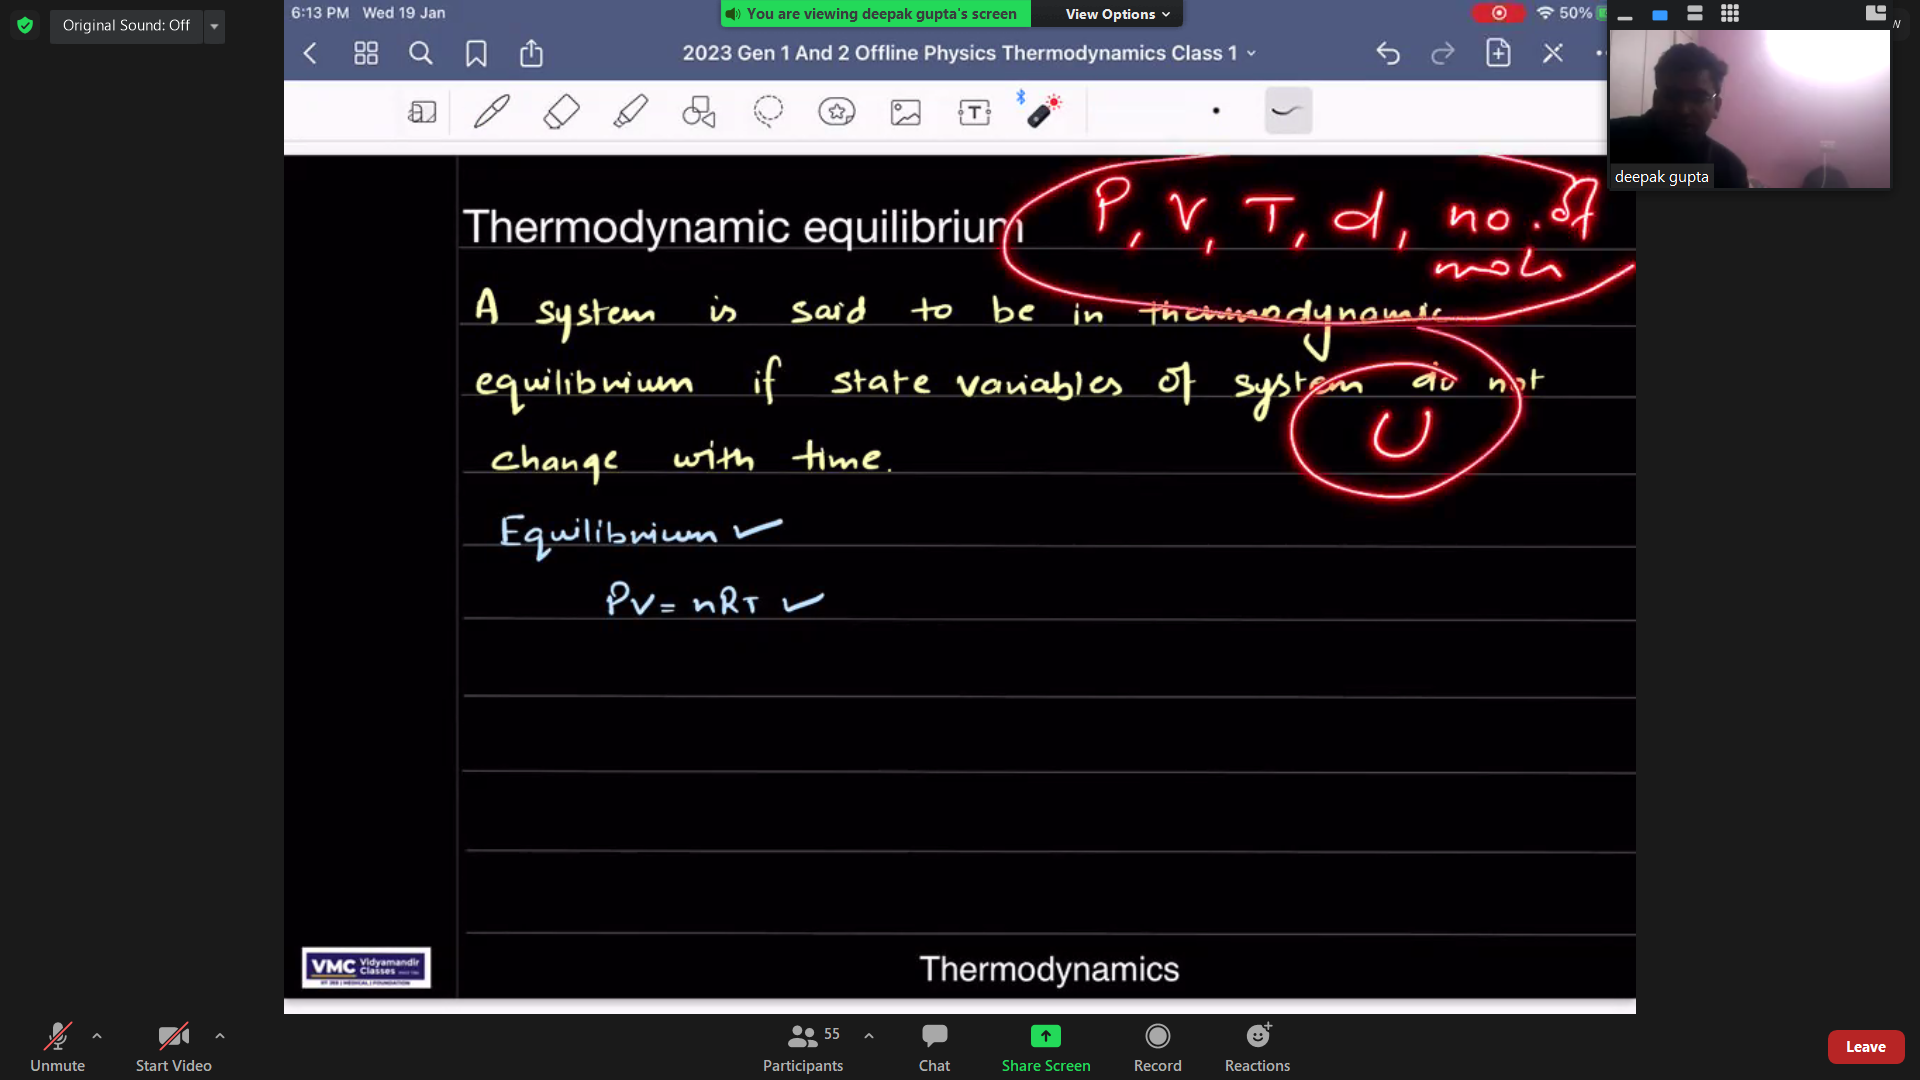 Original Sound: Off
6:13 PM Wed 19 Jan
You are viewing deepak gupta's screen
View Options
50%
2023 Gen 1 And 2 Offline Physics Thermodynamics Class 1
deepak gupta
Thermodynamic equilibrium
P, V, T, d, no. of
A system is said to be in thermodynamic
equilibrium if state variables of system do not
U
change with time.
Equilibrium ✓
PV = nRT ✓
VMC Vidyamandir
Classes
Thermodynamics
Unmute
Start Video
Participants
55
Chat
Share Screen
Record
Reactions
Leave